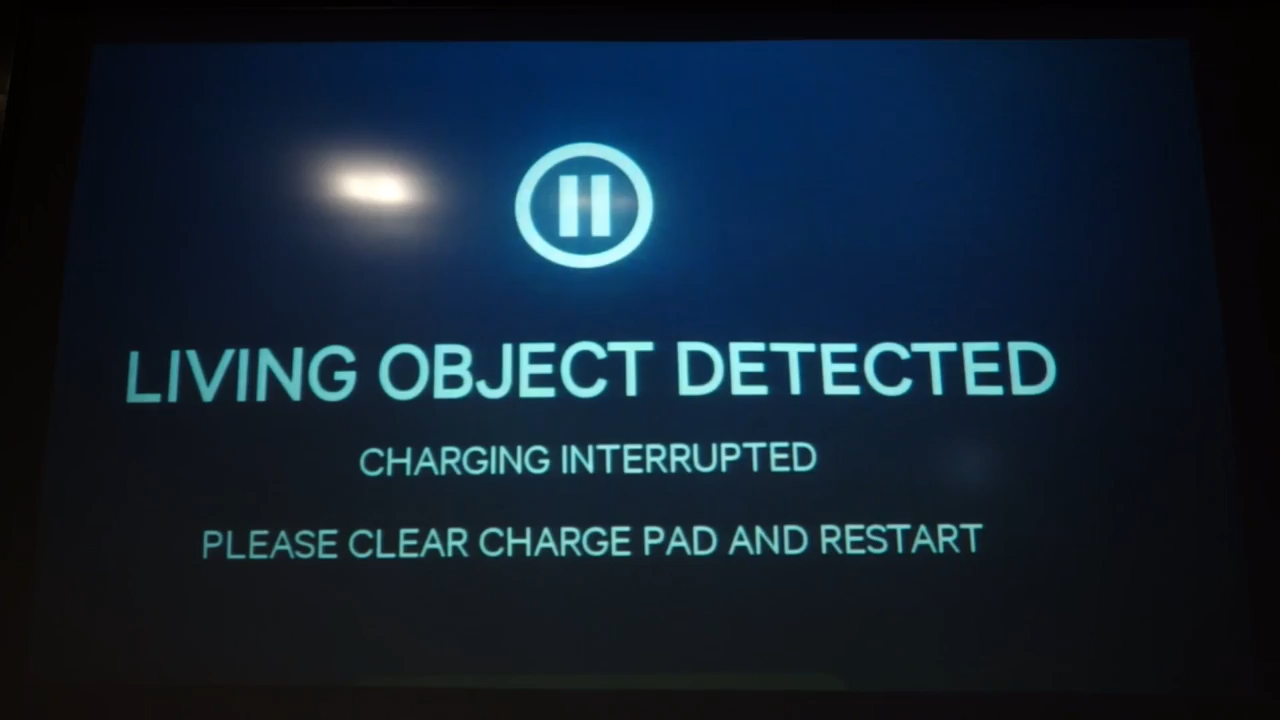 LIVING OBJECT DETECTED
CHARGING INTERRUPTED
PLEASE CLEAR CHARGE PAD AND RESTART